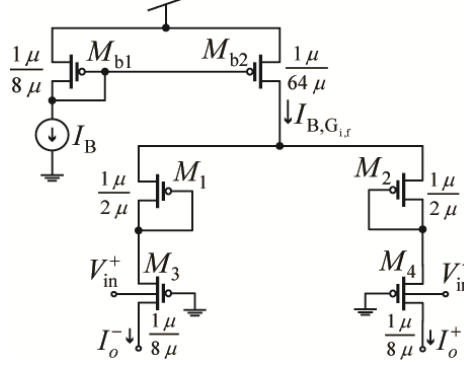 1 μ
8 μ
M_b1
M_b2
1 μ
64 μ
I_B,G_i,f
I_B
1 μ
2 μ
M_1
M_2
1 μ
2 μ
V_in^+
M_3
M_4
I_o^-
1 μ
8 μ
1 μ
8 μ
I_o^+